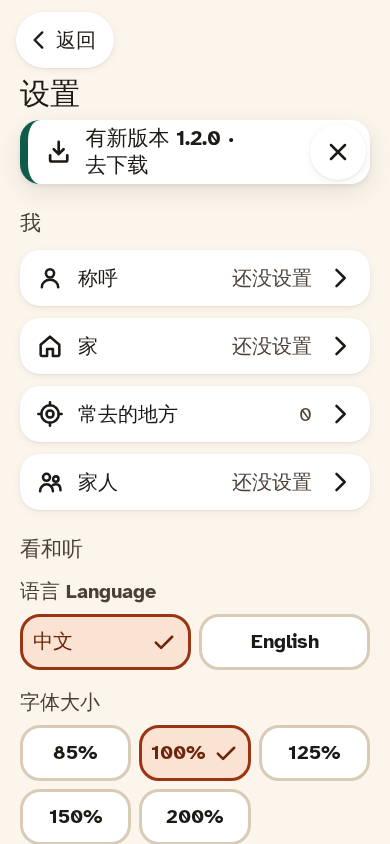 返回
设置
有新版本 1.2.0 ·
去下载
我
称呼 还没设置
家 还没设置
常去的地方 0
家人 还没设置
看和听
语言 Language
中文 English
字体大小
85% 100% 125%
150% 200%